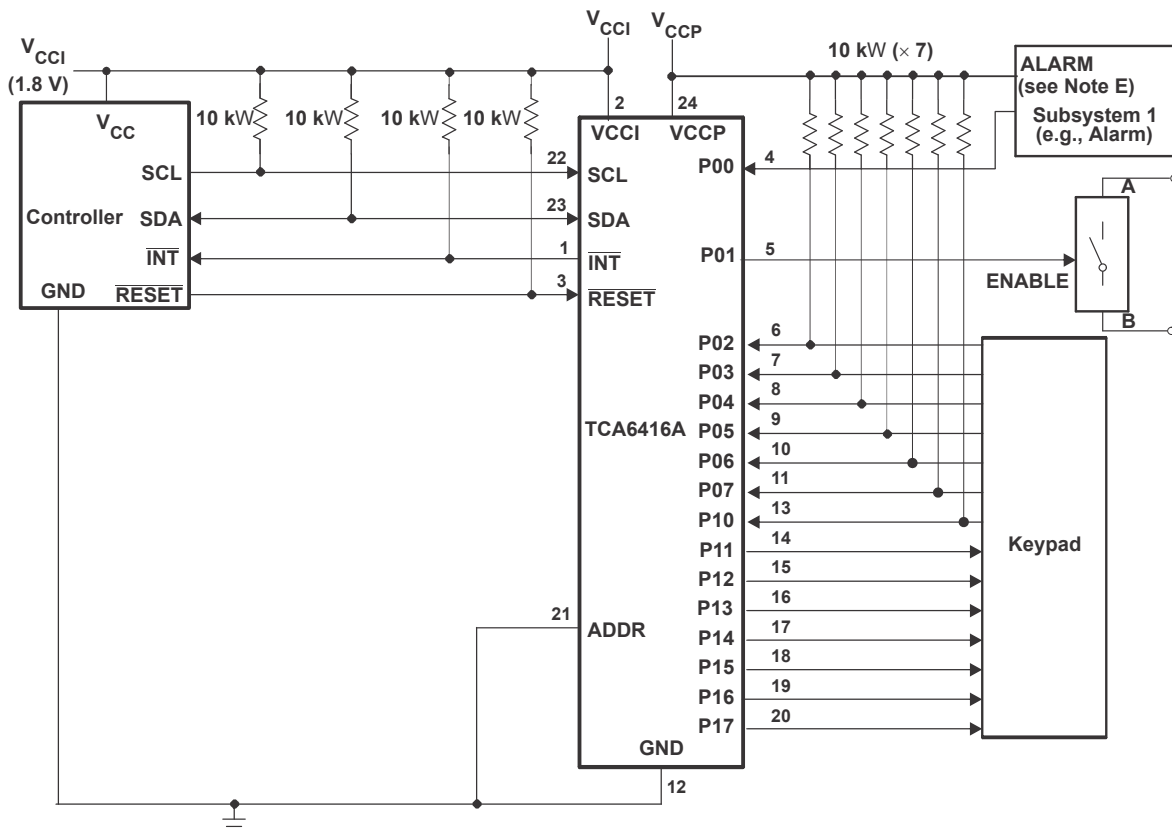 V_CCI
(1.8 V)
V_CCI
V_CCP
10 kW (× 7)
ALARM
(see Note E)
Subsystem 1
(e.g., Alarm)
V_CC
10 kW
10 kW
10 kW
10 kW
2
24
VCCI
VCCP
Controller
SCL
SDA
INT
RESET
GND
22
23
1
3
SCL
SDA
INT
RESET
TCA6416A
21
ADDR
GND
12
P00
4
P01
5
ENABLE
A
B
P02
6
P03
7
P04
8
P05
9
P06
10
P07
11
P10
13
P11
14
P12
15
P13
16
P14
17
P15
18
P16
19
P17
20
Keypad